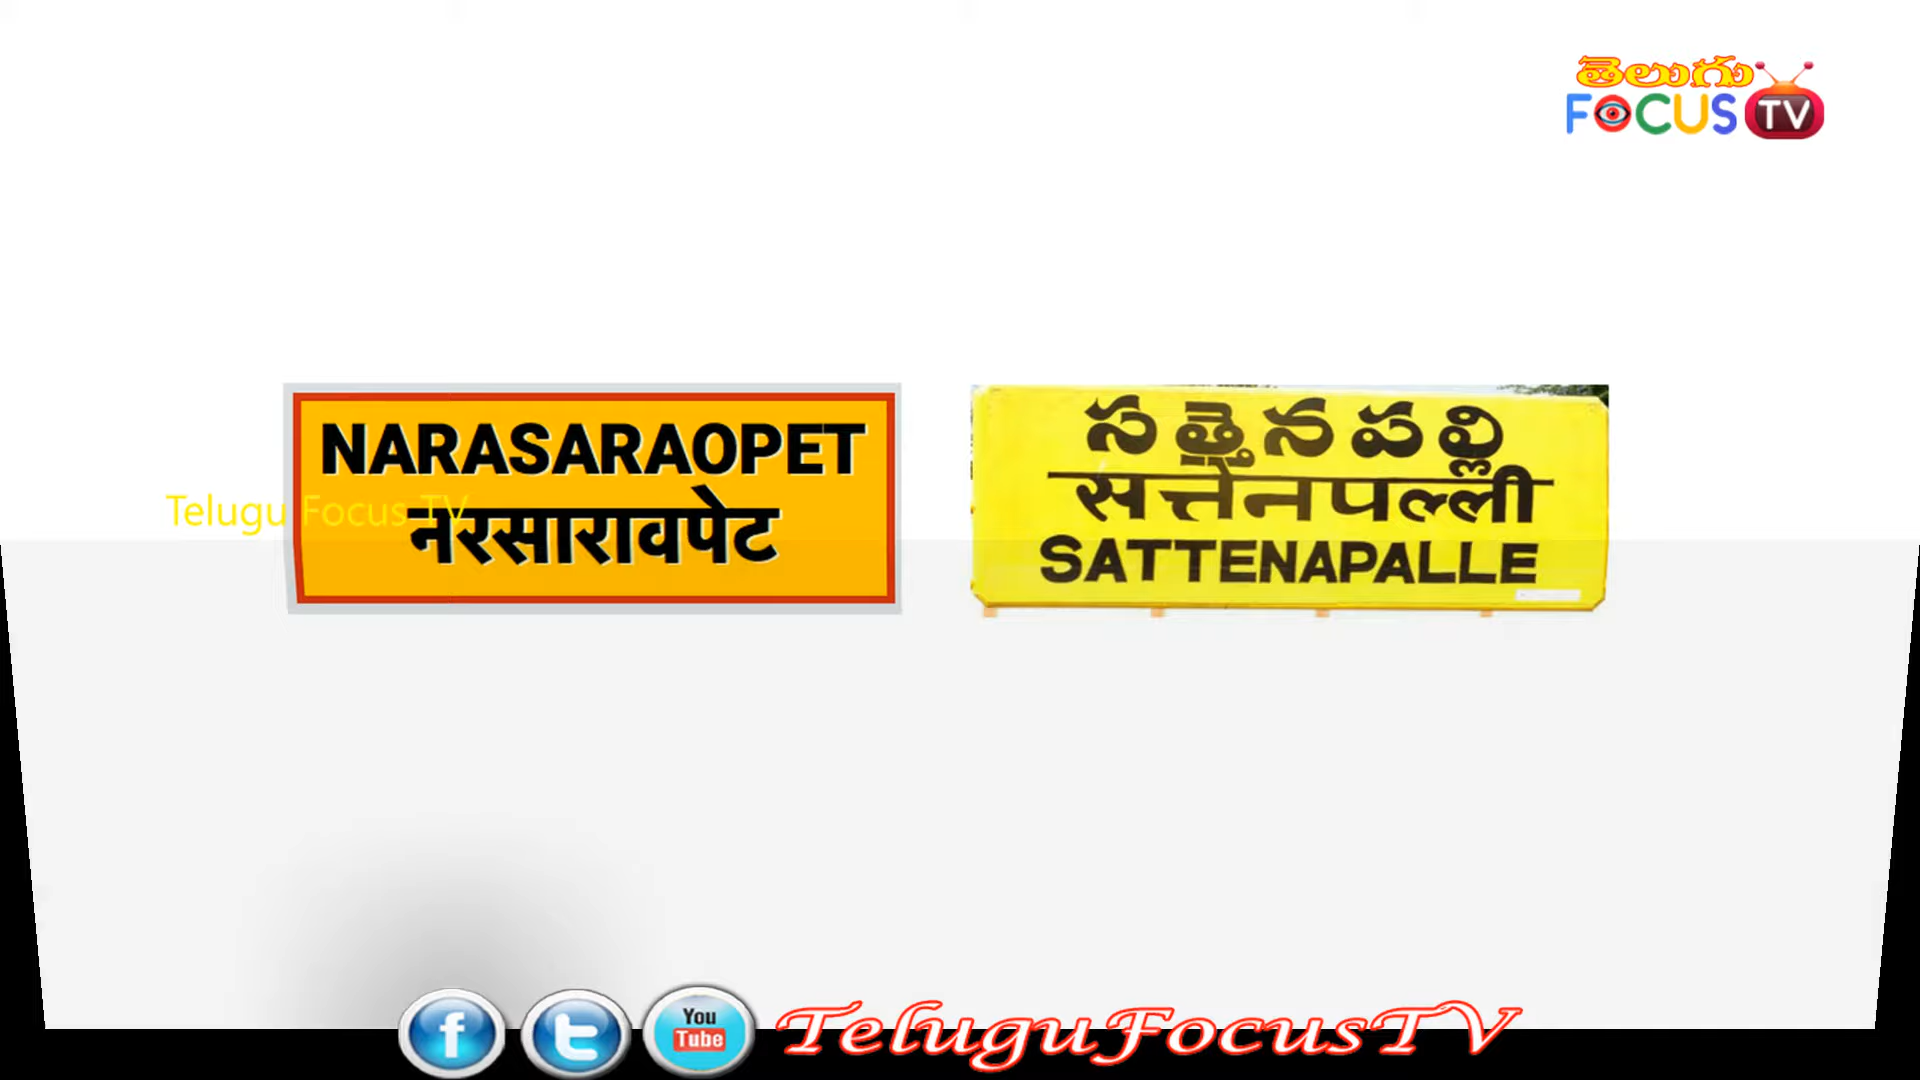 తెలుగు
FOCUS TV
NARASARAOPET
नरसारावपेट
Telugu Focus TV
సత్తెనపల్లి
सत्तेनपल्ली
SATTENAPALLE
f
t
You
Tube
TeluguFocusTV